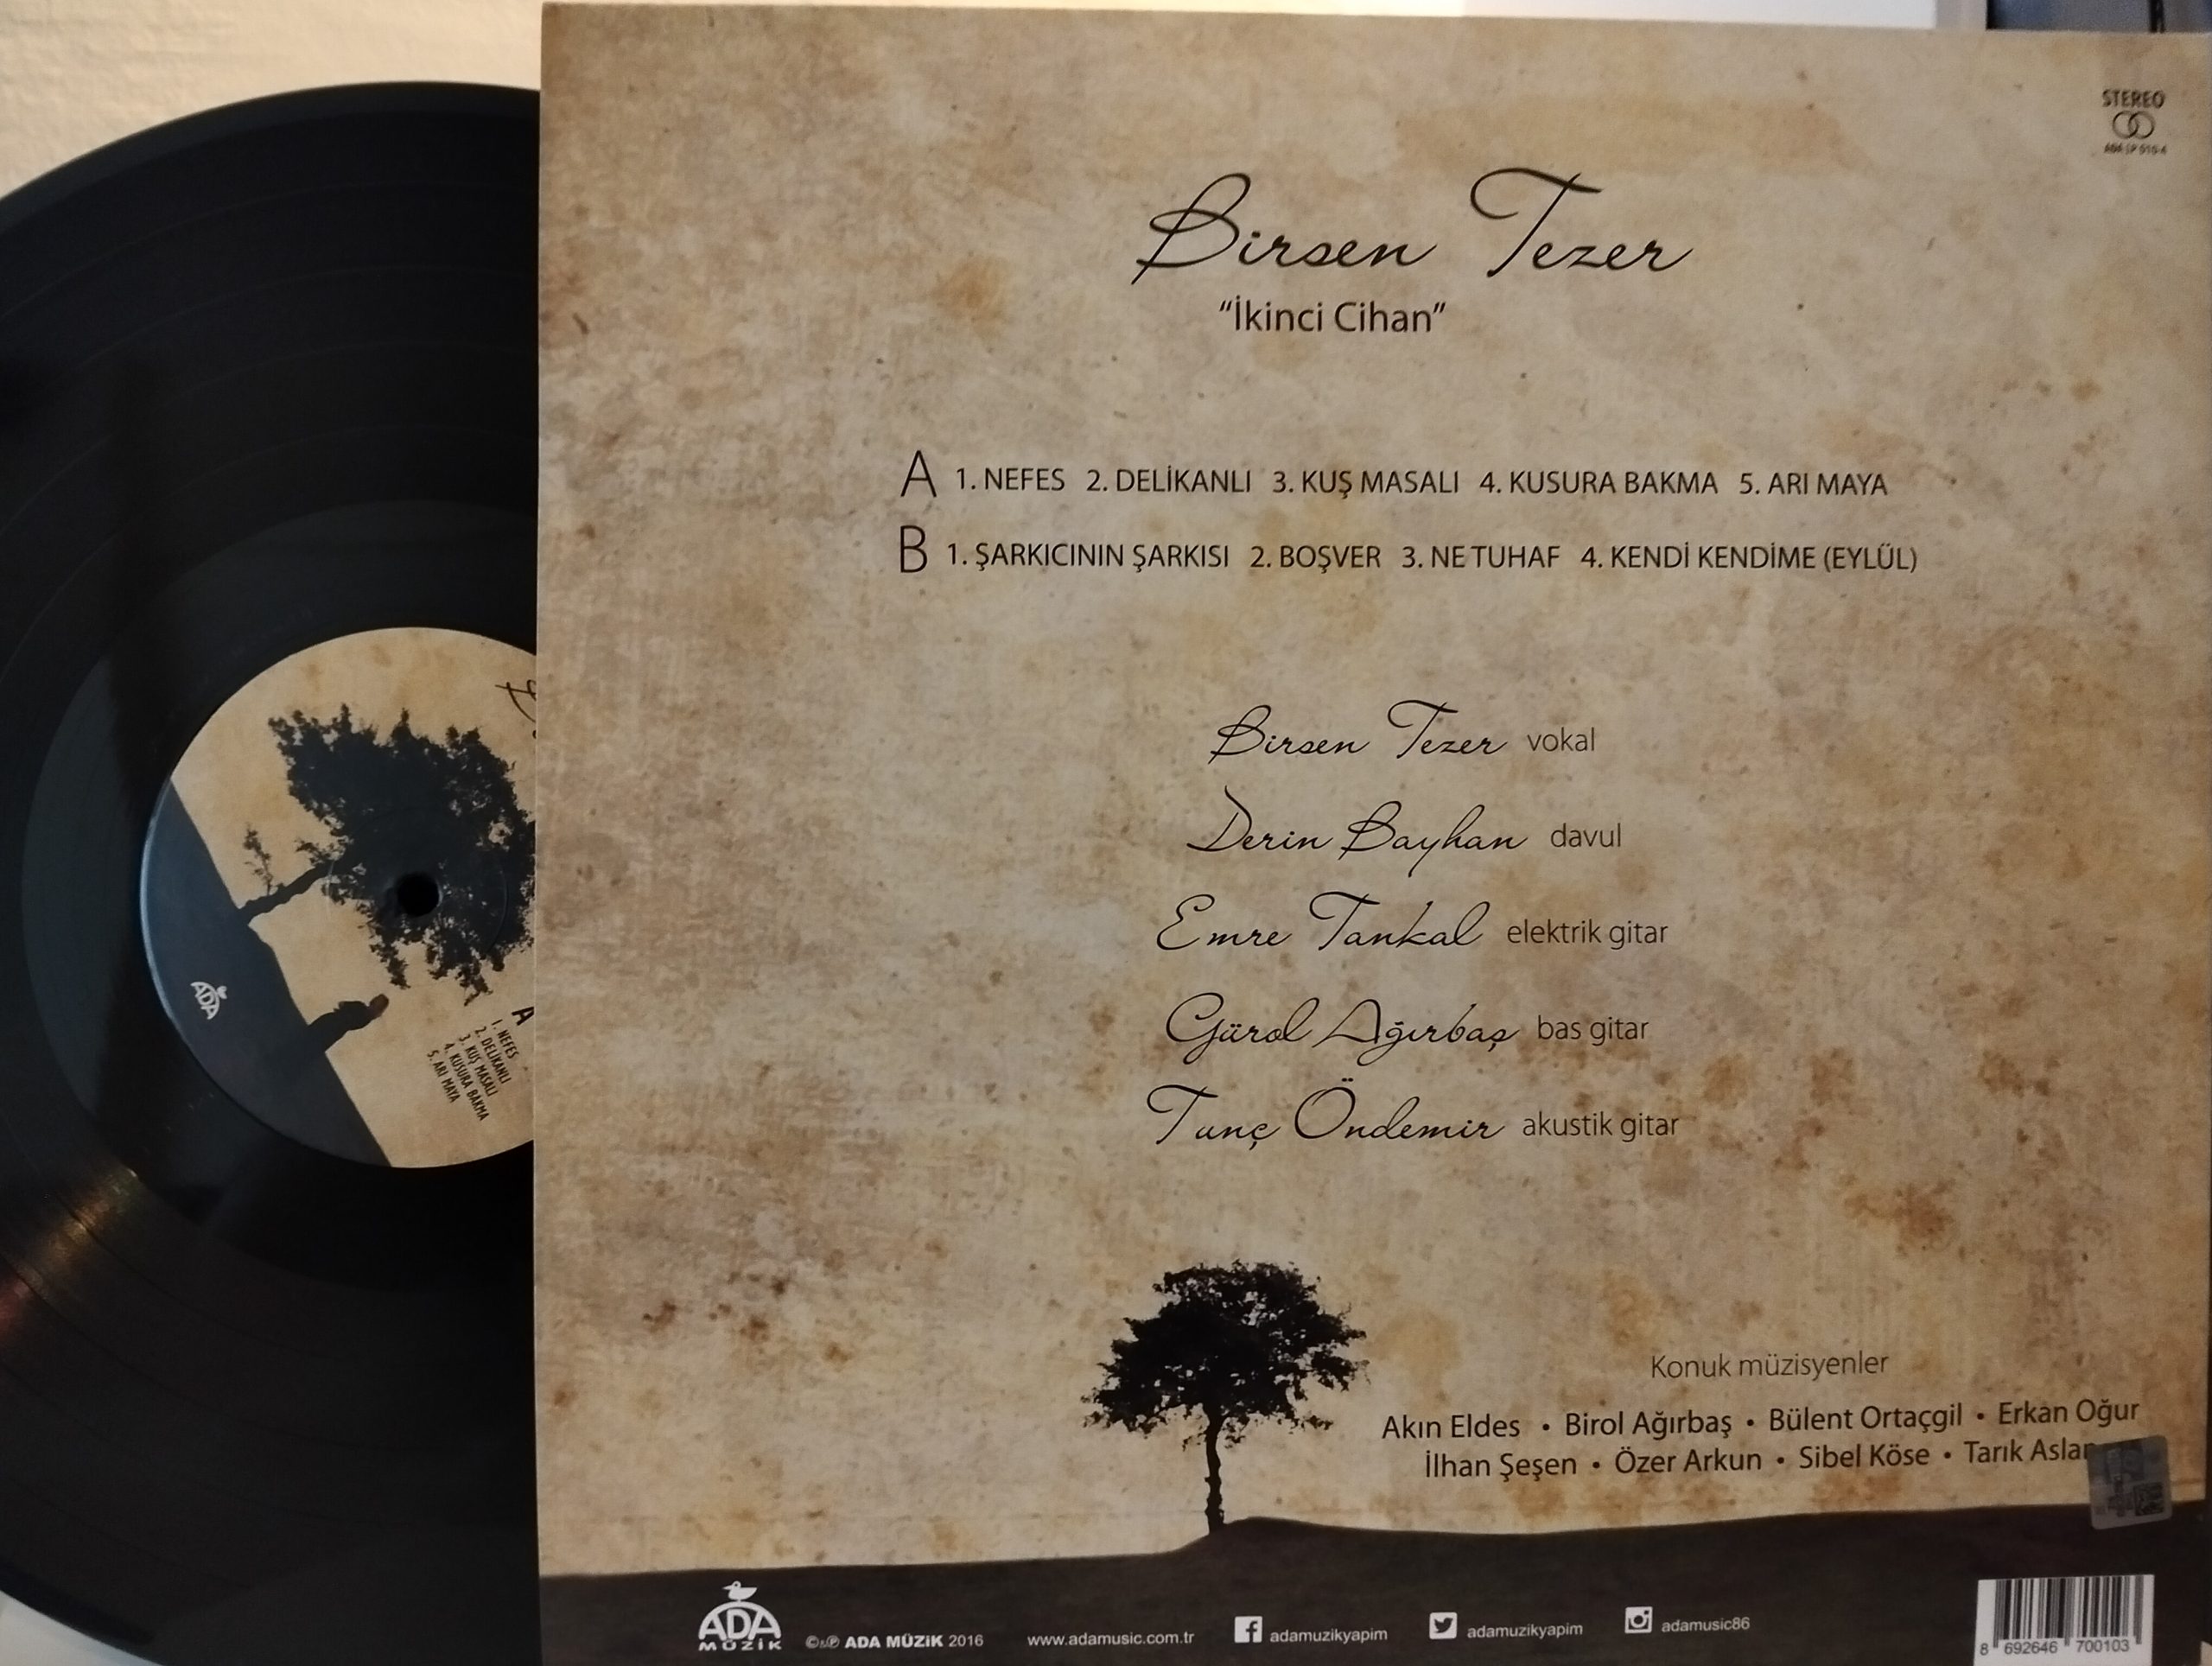 STEREO
Birsen Tezer
"İkinci Cihan"
A 1. NEFES 2. DELİKANLI 3. KUŞ MASALI 4. KUSURA BAKMA 5. ARI MAYA
B 1. ŞARKICININ ŞARKISI 2. BOŞVER 3. NE TUHAF 4. KENDİ KENDİME (EYLÜL)
Birsen Tezer vokal
Derin Bayhan davul
Emre Tankal elektrik gitar
Gürol Ağırbaş bas gitar
Tunç Öndemir akustik gitar
Konuk müzisyenler
Akın Eldes • Birol Ağırbaş • Bülent Ortaçgil • Erkan Oğur
İlhan Şeşen • Özer Arkun • Sibel Köse • Tarık
ADA
MÜZİK
©&℗ ADA MÜZİK 2016 www.adamusic.com.tr adamuzikyapim adamuzikyapim adamusic86
8 692646 700103
ADA
A
1. NEFES
2. DELİKANLI
3. KUŞ MASALI
4. KUSURA BAKMA
5. ARI MAYA